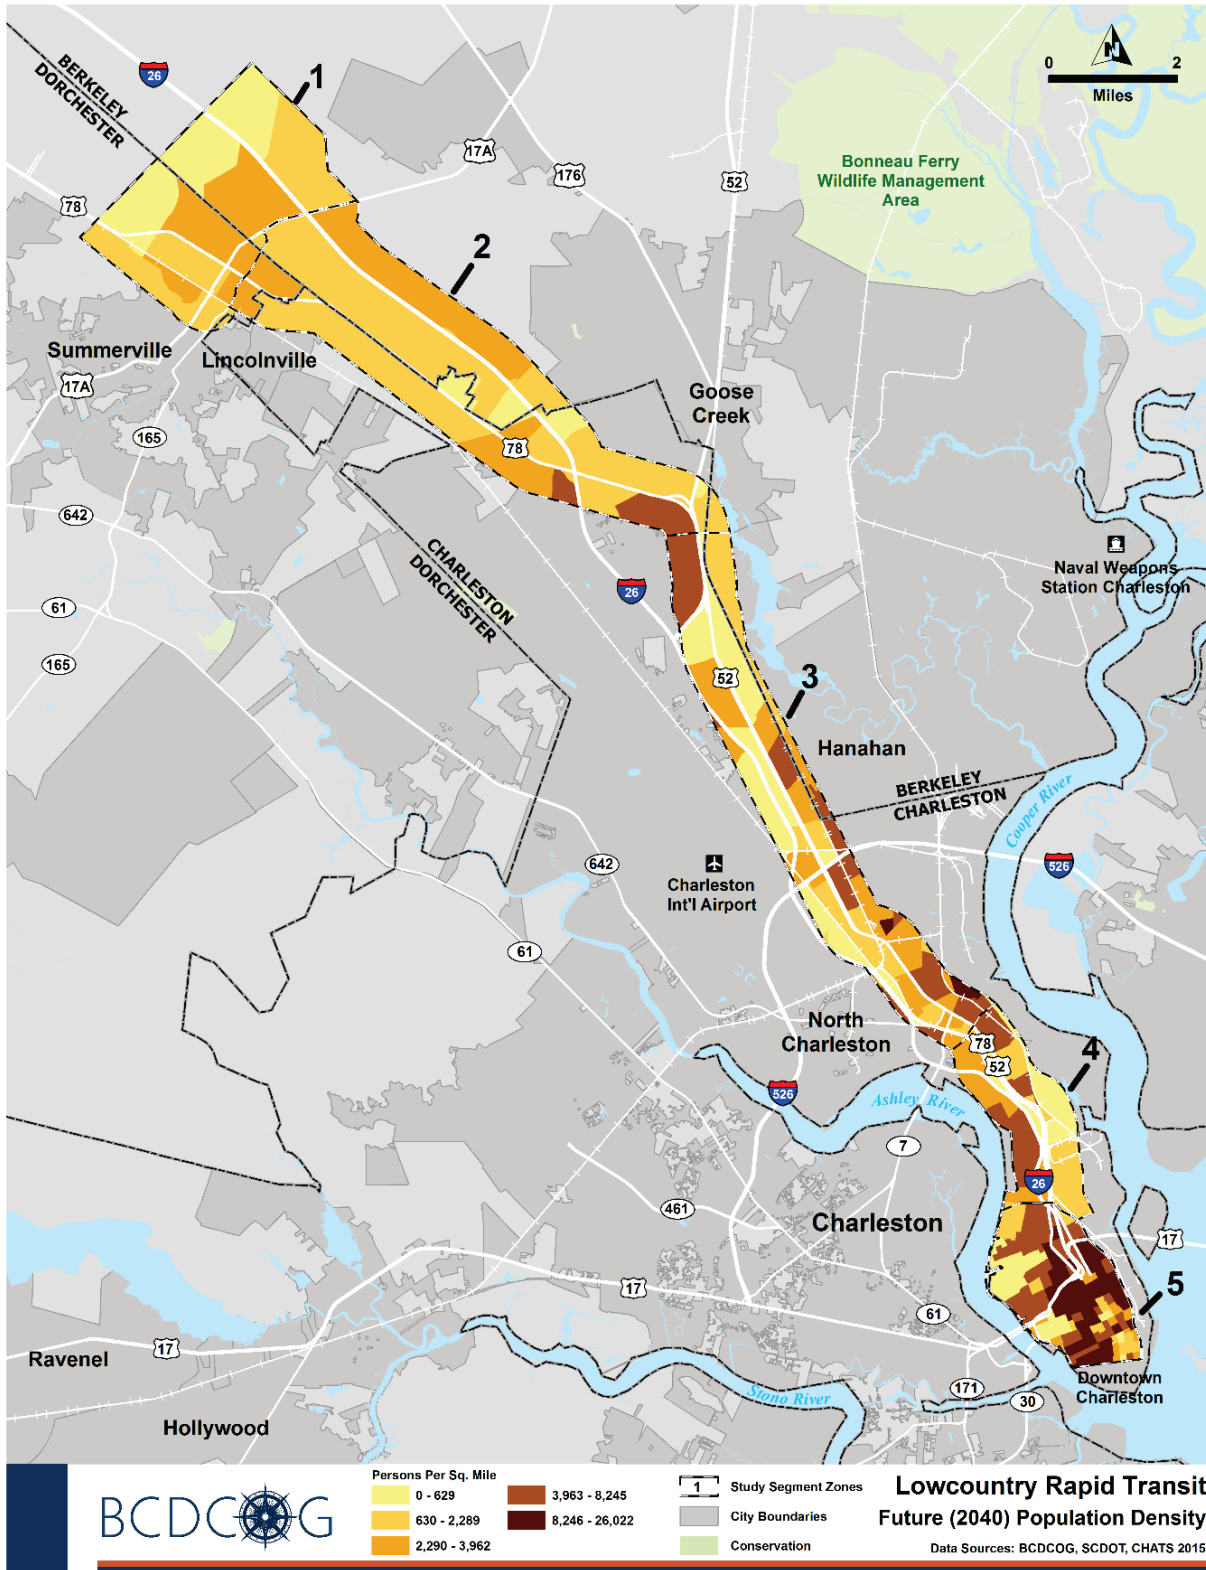 N
0 2
Miles
26
1
BERKELEY
DORCHESTER
17A
176
52
Bonneau Ferry
Wildlife Management
Area
78
2
Summerville
Lincolnville
17A
165
Goose
Creek
78
642
CHARLESTON
DORCHESTER
26
Naval Weapons
Station Charleston
61
165
52
3
Hanahan
BERKELEY
CHARLESTON
Cooper River
642
Charleston
Int'l Airport
526
61
North
Charleston
78
52
4
526
Ashley River
7
26
461
Charleston
17
17
5
61
Ravenel
17
Downtown
Charleston
171
30
Stono River
Hollywood
BCDCOG
Persons Per Sq. Mile
0 - 629
630 - 2,289
2,290 - 3,962
3,963 - 8,245
8,246 - 26,022
1 Study Segment Zones
City Boundaries
Conservation
Lowcountry Rapid Transit
Future (2040) Population Density
Data Sources: BCDCOG, SCDOT, CHATS 2015